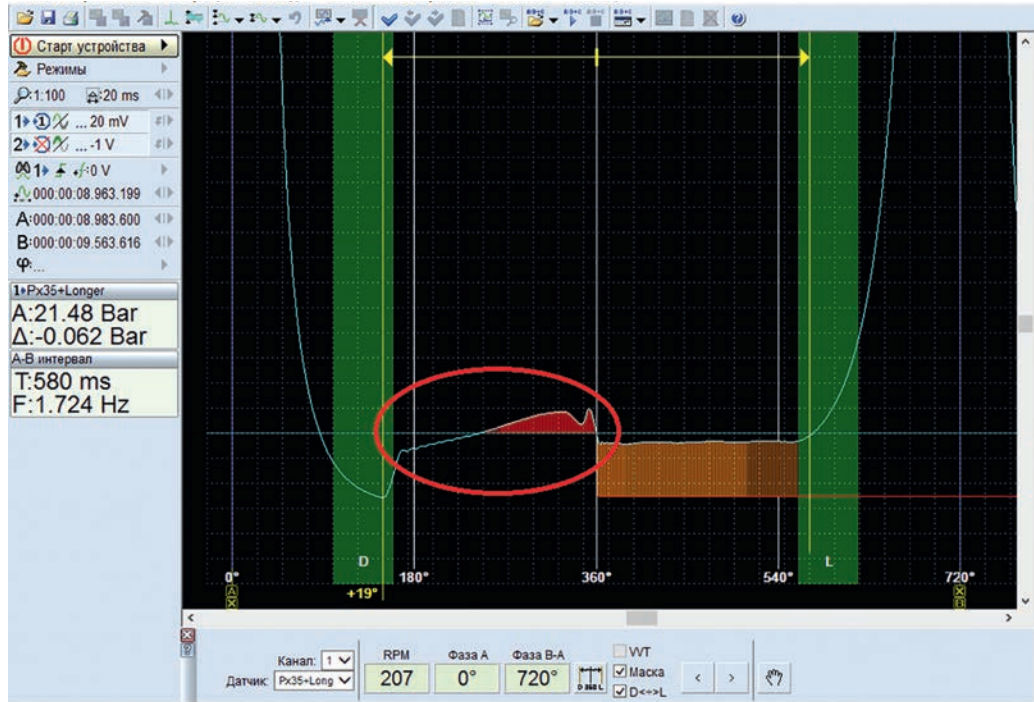 Старт устройства
Режимы
1:100 20 ms
1 ... 20 mV
2 ... -1 V
1 0 V
000:00:08.963.199
A:000:00:08.983.600
B:000:00:09.563.616
φ:...
1▸Px35+Longer
A:21.48 Bar
Δ:-0.062 Bar
A-B интервал
T:580 ms
F:1.724 Hz
D L
0° 180° 360° 540° 720°
+19°
A B
X X
Канал: 1
Датчик: Px35+Long
RPM Фаза A Фаза B-A
207 0° 720°
D 360 L
VVT
Маска
D<+>L
< >